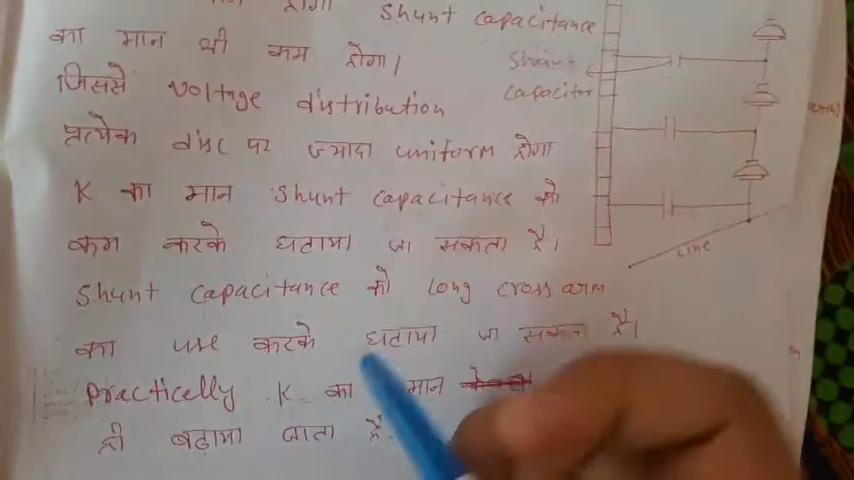 होगा shunt capacitance
का मान भी कम होगा।
जिससे voltage distribution
प्रत्येक disc पर ज्यादा uniform होगा
K का मान shunt capacitance को
कम करके घटाया जा सकता है।
shunt capacitance को long cross arm
का use करके घटाया जा सकता है।
practically K का मान
ही बढ़ाया जाता है.
shunt
capacitor
Line